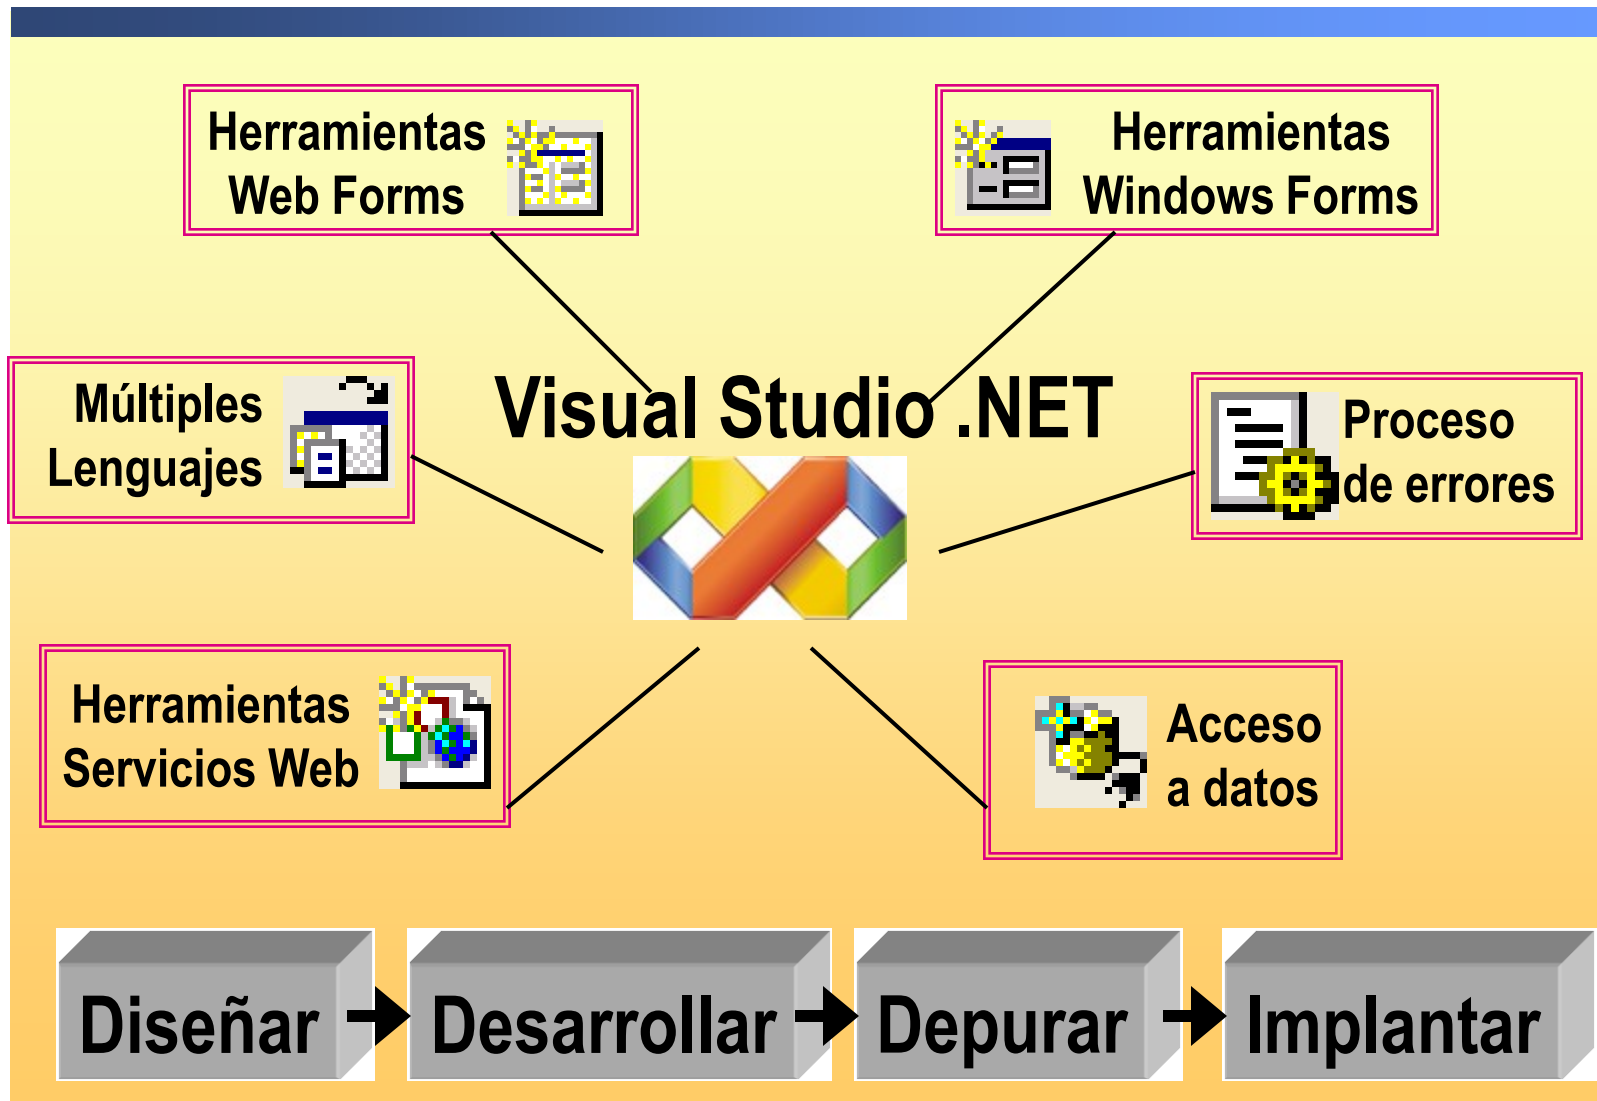 Herramientas
Web Forms
Herramientas
Windows Forms
Múltiples
Lenguajes
Visual Studio .NET
Proceso
de errores
Herramientas
Servicios Web
Acceso
a datos
Diseñar
Desarrollar
Depurar
Implantar